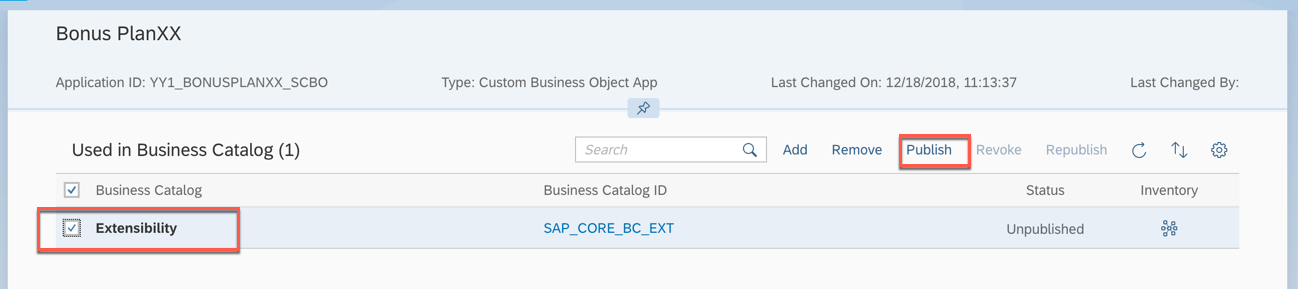 Bonus PlanXX
Application ID: YY1_BONUSPLANXX_SCBO Type: Custom Business Object App Last Changed On: 12/18/2018, 11:13:37 Last Changed By:
Used in Business Catalog (1) Search Add Remove Publish Revoke Republish
Business Catalog Business Catalog ID Status Inventory
Extensibility SAP_CORE_BC_EXT Unpublished